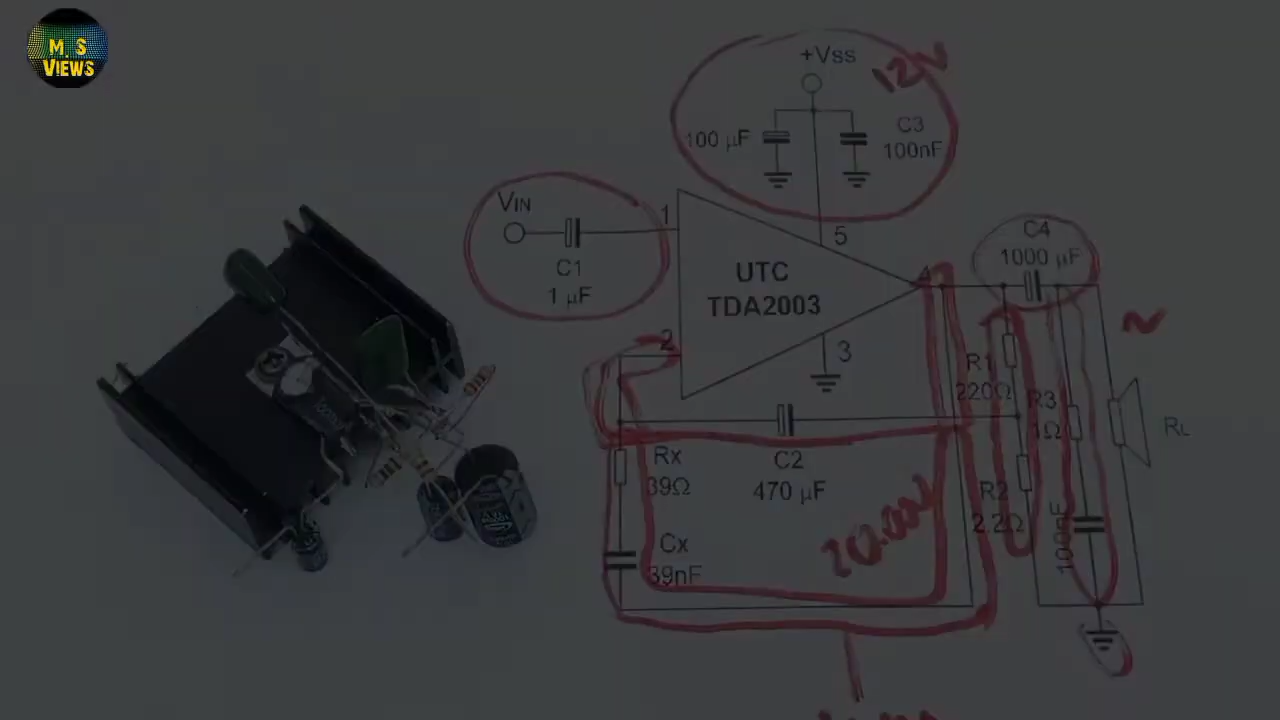 M S
VIEWS
+Vss
12V
100 µF
C3
100nF
VIN
1
C1
1 µF
5
UTC
TDA2003
4
C4
1000 µF
2
3
R1
220Ω
R3
1Ω
RL
Rx
39Ω
C2
470 µF
R2
2.2Ω
100nF
Cx
39nF